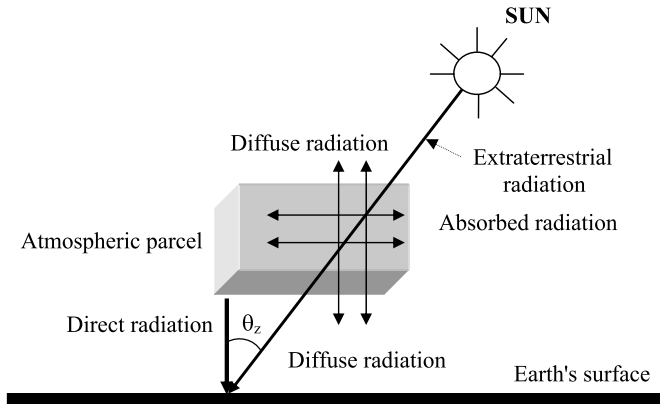 SUN
Diffuse radiation
Extraterrestrial
radiation
Absorbed radiation
Atmospheric parcel
Direct radiation
θz
Diffuse radiation
Earth's surface